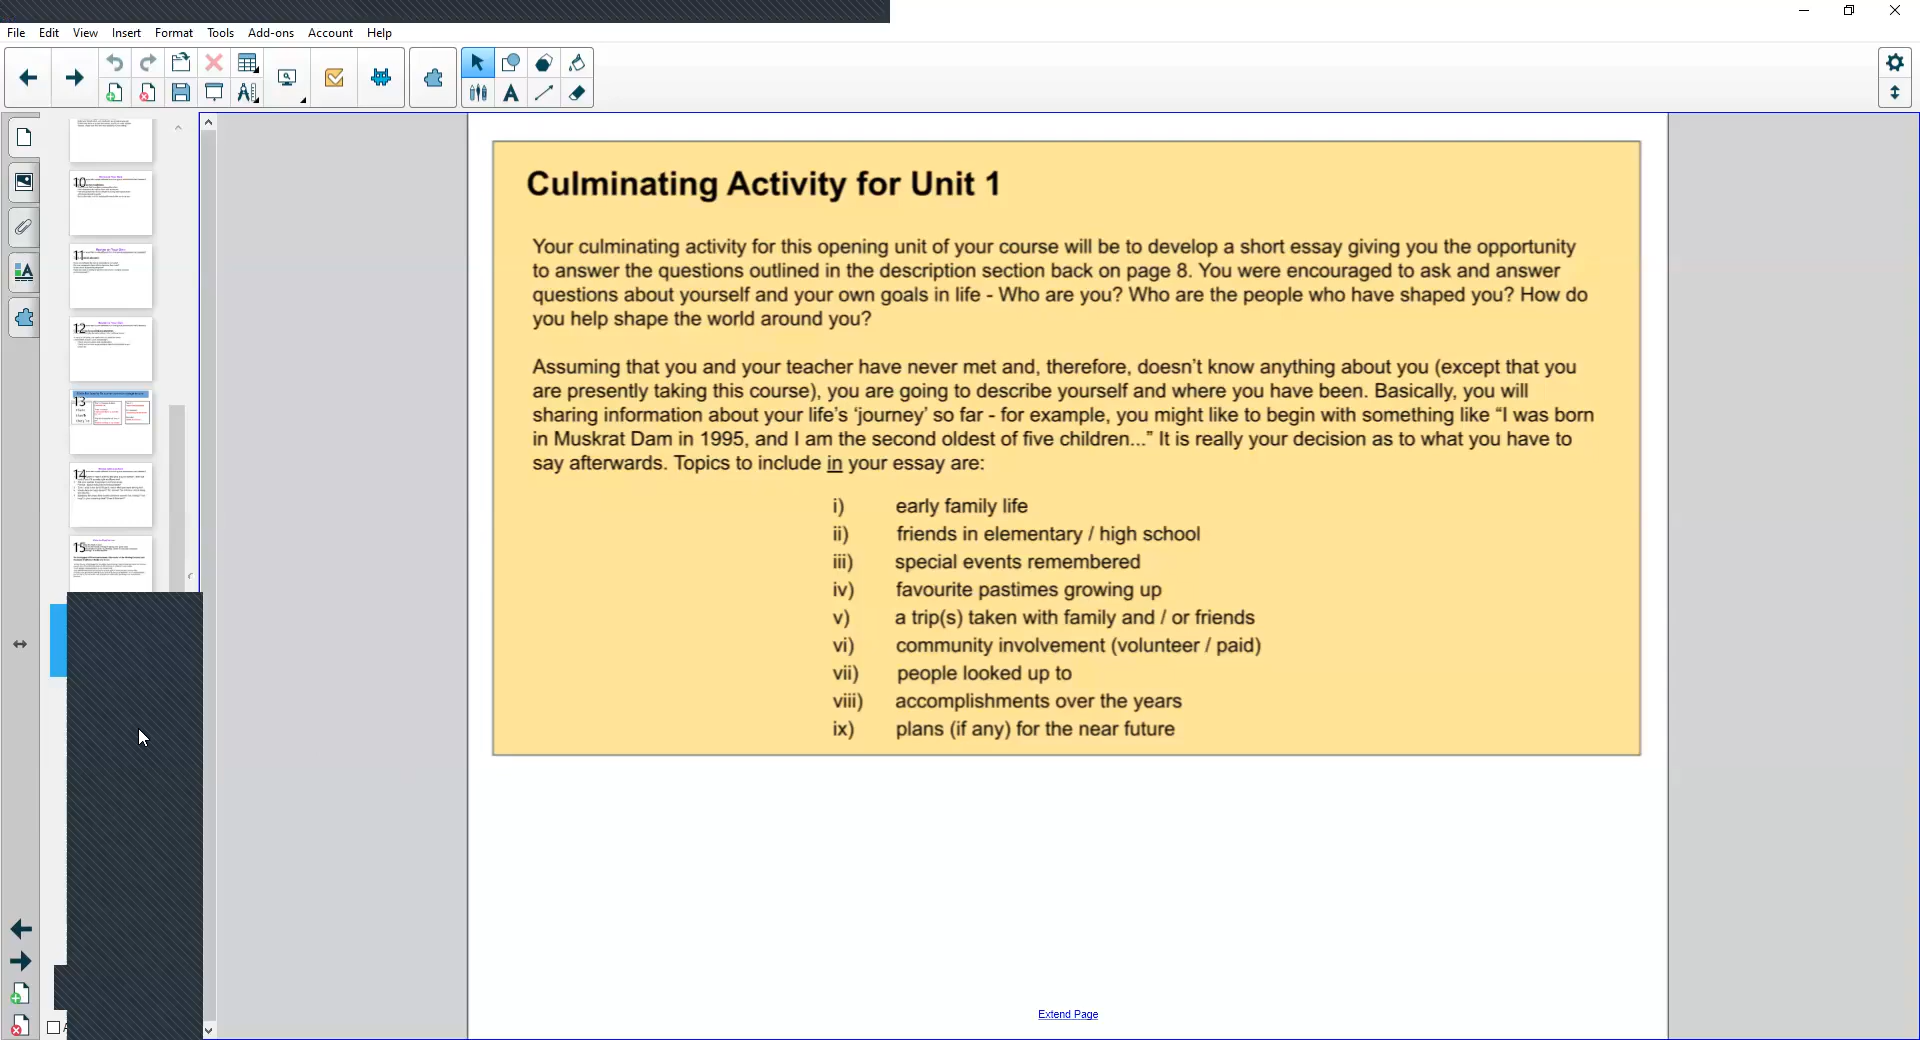 File Edit View Insert Format Tools Add-ons Account Help
10
11
12
13
14
15
Culminating Activity for Unit 1
Your culminating activity for this opening unit of your course will be to develop a short essay giving you the opportunity
to answer the questions outlined in the description section back on page 8. You were encouraged to ask and answer
questions about yourself and your own goals in life - Who are you? Who are the people who have shaped you? How do
you help shape the world around you?
Assuming that you and your teacher have never met and, therefore, doesn't know anything about you (except that you
are presently taking this course), you are going to describe yourself and where you have been. Basically, you will
sharing information about your life's ‘journey’ so far - for example, you might like to begin with something like “I was born
in Muskrat Dam in 1995, and I am the second oldest of five children...” It is really your decision as to what you have to
say afterwards. Topics to include in your essay are:
i) early family life
ii) friends in elementary / high school
iii) special events remembered
iv) favourite pastimes growing up
v) a trip(s) taken with family and / or friends
vi) community involvement (volunteer / paid)
vii) people looked up to
viii) accomplishments over the years
ix) plans (if any) for the near future
Extend Page